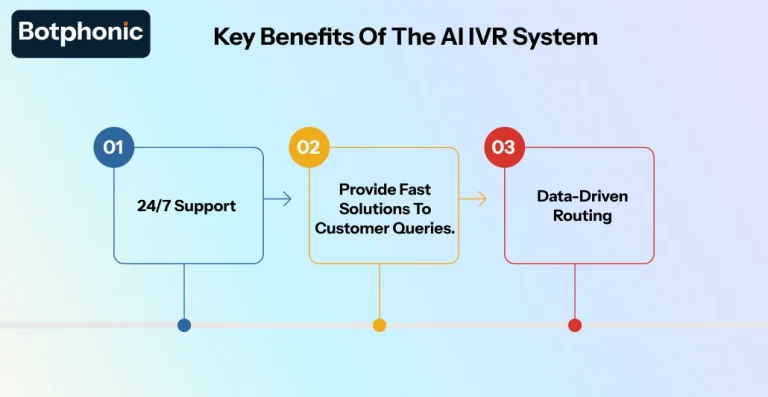 Botphonic
Key Benefits Of The AI IVR System
01
24/7 Support
02
Provide Fast
Solutions To
Customer Queries.
03
Data-Driven
Routing